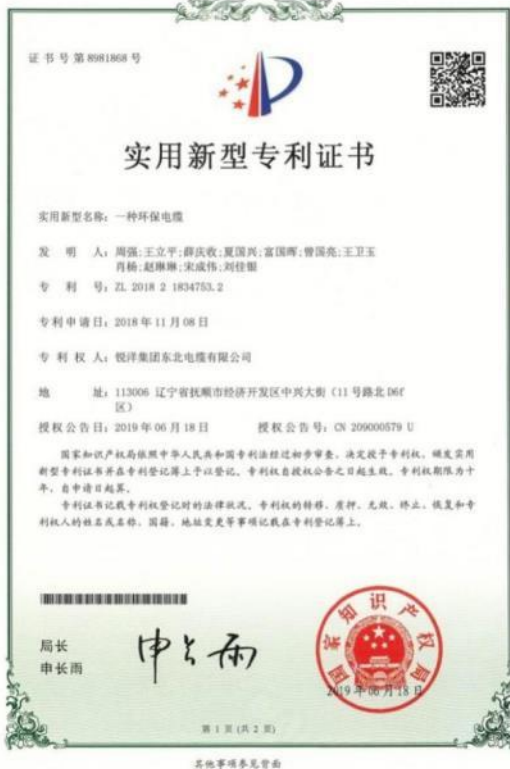 证书号第8981868号
实用新型专利证书
实用新型名称：一种环保电缆
发明人：周强;王立平;薛庆收;夏国兴;富国晖;曾国亮;王卫玉
肖杨;赵琳琳;宋成伟;刘佳银
专利号：ZL 2018 2 1834753.2
专利申请日：2018年11月08日
专利权人：悦洋集团东北电缆有限公司
地址：113006 辽宁省抚顺市经济开发区中兴大街（11号路北D6f
区）
授权公告日：2019年06月18日 授权公告号：CN 209000579 U
国家知识产权局依照中华人民共和国专利法经过初步审查，决定授予专利权，颁发实用
新型专利证书并在专利登记簿上予以登记。专利权自授权公告之日起生效。专利权期限为十
年，自申请日起算。
专利证书记载专利权登记时的法律状况。专利权的转移、质押、无效、终止、恢复和专
利权人的姓名或名称、国籍、地址变更等事项记载在专利登记簿上。
局长
申长雨
申长雨
国家知识产权局
2019年06月18日
第1页(共2页)
其他事项参见背面